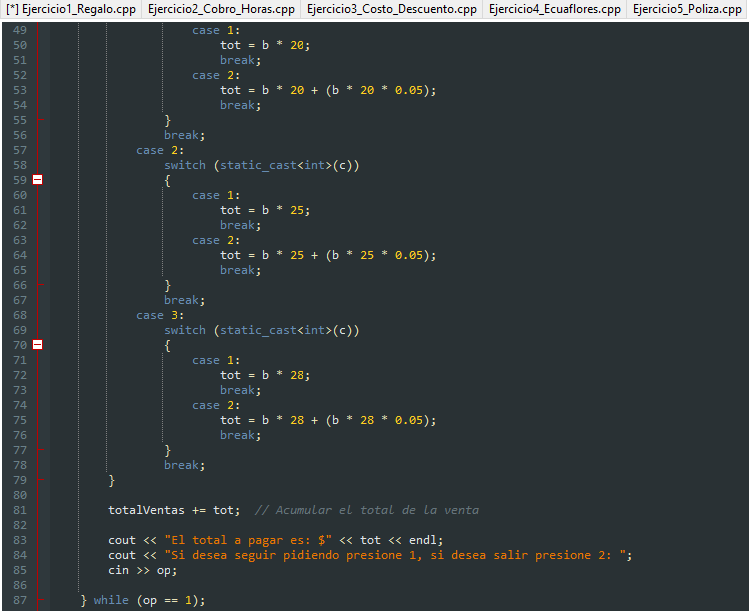 [*] Ejercicio1_Regalo.cpp Ejercicio2_Cobro_Horas.cpp Ejercicio3_Costo_Descuento.cpp Ejercicio4_Ecuaflores.cpp Ejercicio5_Poliza.cpp
49 case 1:
50 tot = b * 20;
51 break;
52 case 2:
53 tot = b * 20 + (b * 20 * 0.05);
54 break;
55 }
56 break;
57 case 2:
58 switch (static_cast<int>(c))
59 {
60 case 1:
61 tot = b * 25;
62 break;
63 case 2:
64 tot = b * 25 + (b * 25 * 0.05);
65 break;
66 }
67 break;
68 case 3:
69 switch (static_cast<int>(c))
70 {
71 case 1:
72 tot = b * 28;
73 break;
74 case 2:
75 tot = b * 28 + (b * 28 * 0.05);
76 break;
77 }
78 break;
79 }
80
81 totalVentas += tot; // Acumular el total de la venta
82
83 cout << "El total a pagar es: $" << tot << endl;
84 cout << "Si desea seguir pidiendo presione 1, si desea salir presione 2: ";
85 cin >> op;
86
87 } while (op == 1);